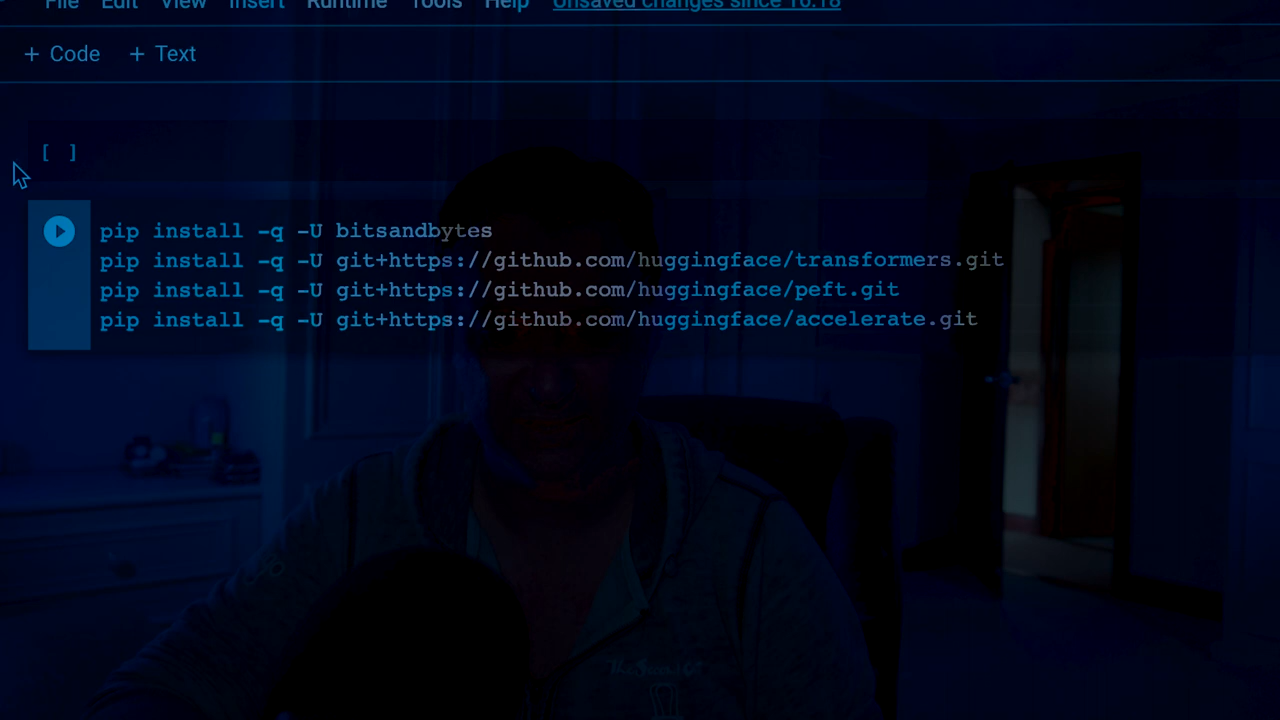 File Edit View Insert Runtime Tools Help Unsaved changes since 16:18
+ Code + Text
[ ]
pip install -q -U bitsandbytes
pip install -q -U git+https://github.com/huggingface/transformers.git
pip install -q -U git+https://github.com/huggingface/peft.git
pip install -q -U git+https://github.com/huggingface/accelerate.git